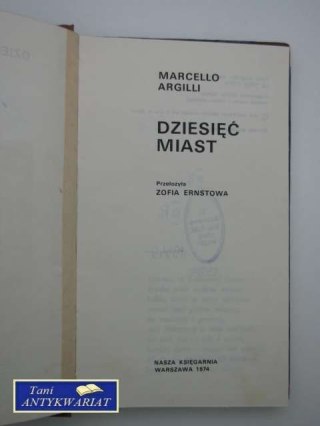 MARCELLO
ARGILLI
DZIESIĘĆ
MIAST
Przełożyła
ZOFIA ERNSTOWA
NASZA KSIĘGARNIA
WARSZAWA 1974
Tani
ANTYKWARIAT